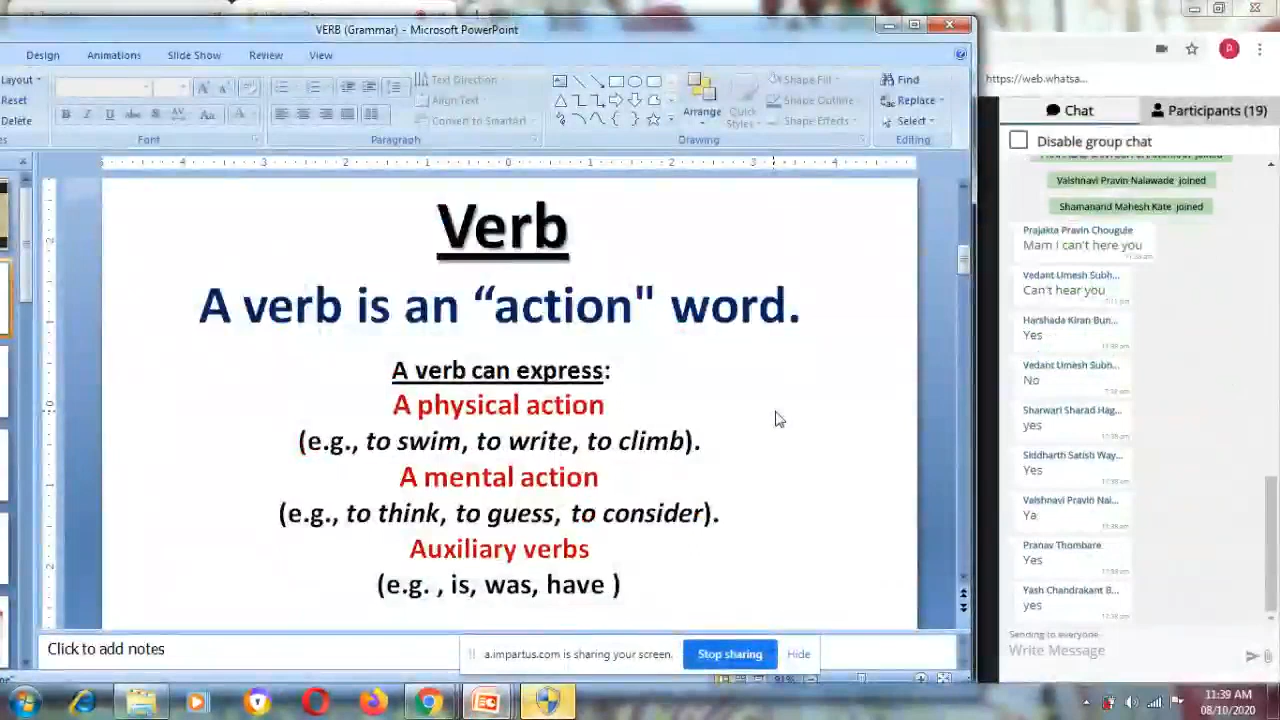 VERB (Grammar) - Microsoft PowerPoint
Design Animations Slide Show Review View
Layout
Reset
Delete
Text Direction
Align Text
Convert to SmartArt
Arrange
Quick Styles
Shape Fill
Shape Outline
Shape Effects
Find
Replace
Select
Font Paragraph Drawing Editing
Verb
A verb is an “action" word.
A verb can express:
A physical action
(e.g., to swim, to write, to climb).
A mental action
(e.g., to think, to guess, to consider).
Auxiliary verbs
(e.g. , is, was, have )
Click to add notes
a.impartus.com is sharing your screen.
Stop sharing
Hide
91%
https://web.whatsa...
Chat Participants (19)
Disable group chat
Vaishnavi Pravin Nalawade joined
Shamanand Mahesh Kate joined
Prajakta Pravin Chougule
Mam I can't here you
Vedant Umesh Subh...
Can't hear you
Harshada Kiran Bun...
Yes
Vedant Umesh Subh...
No
Sharwari Sharad Hag...
yes
Siddharth Satish Way...
Yes
Vaishnavi Pravin Nal...
Ya
Pranav Thombare
Yes
Yash Chandrakant B...
yes
Sending to everyone
Write Message
11:39 AM
08/10/2020